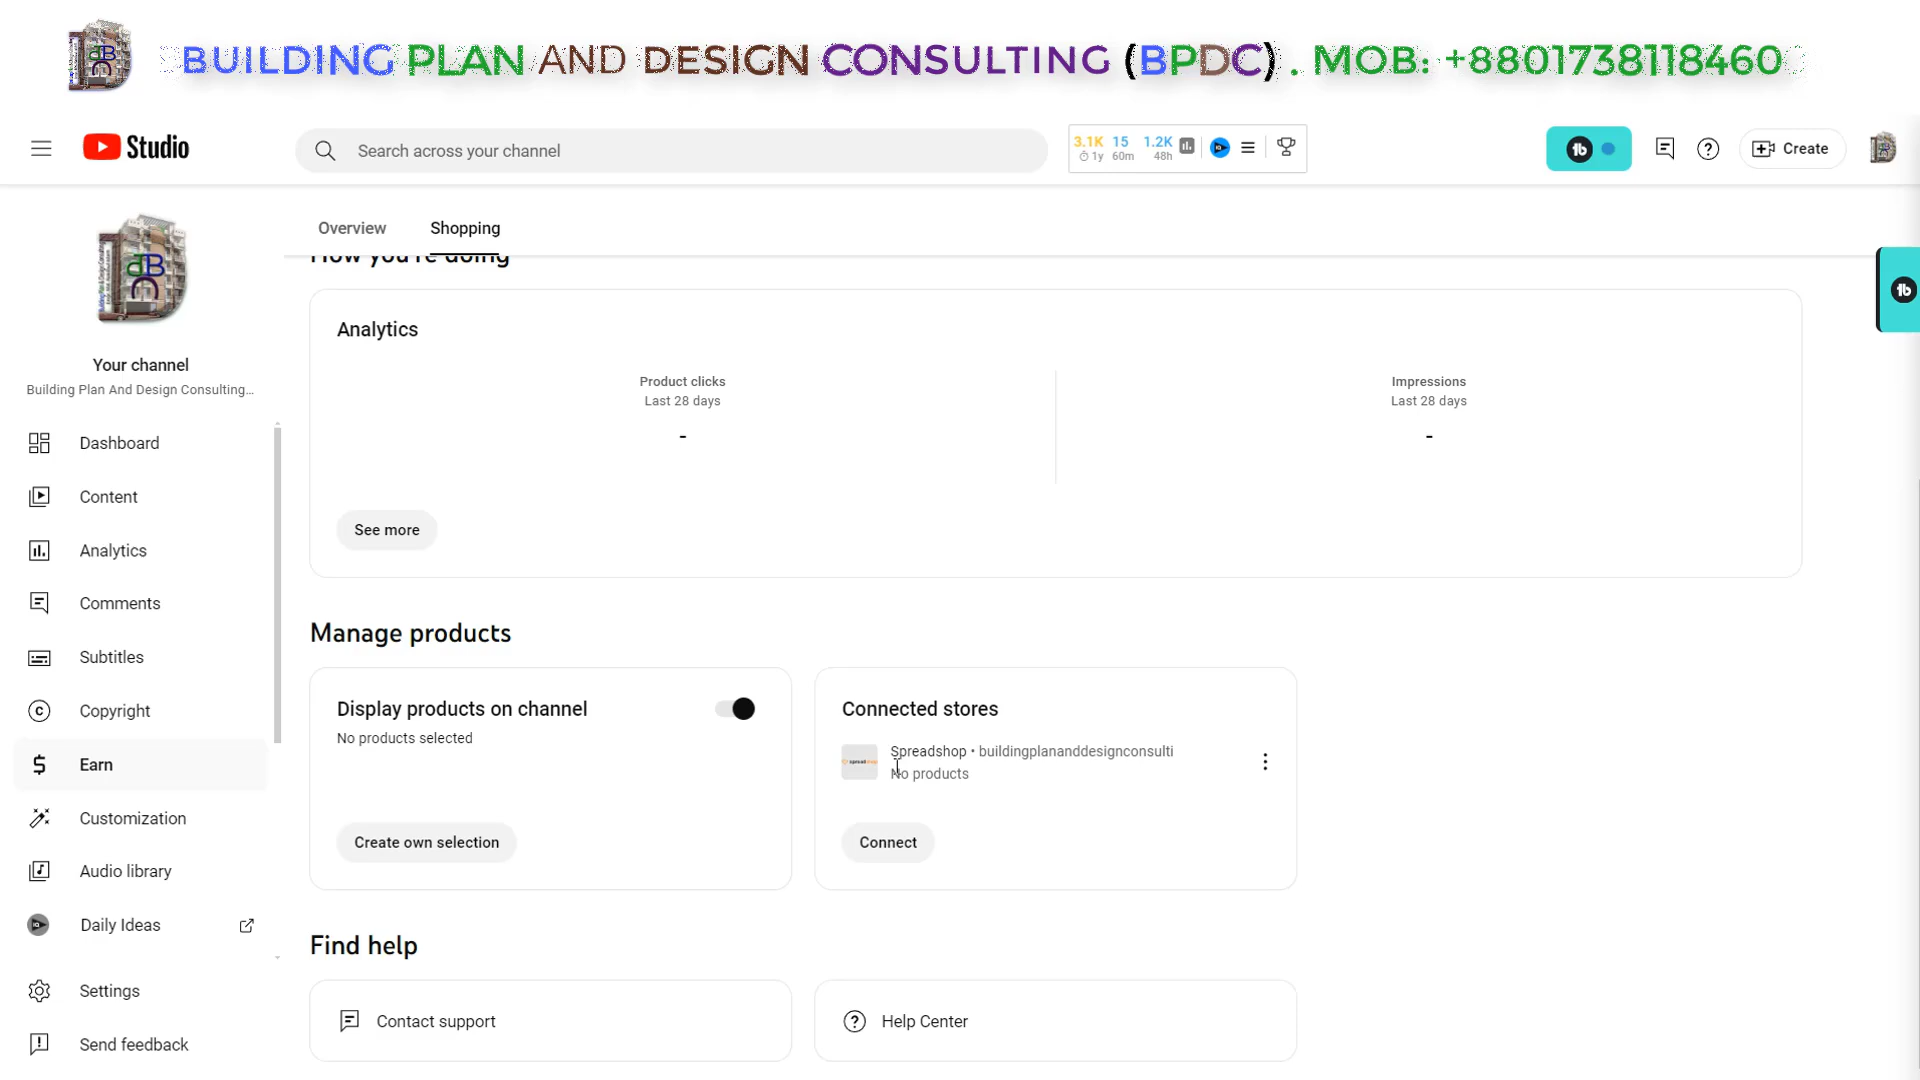 BUILDING PLAN AND DESIGN CONSULTING (BPDC) . MOB: +8801738118460
Studio
Search across your channel
3.1K 15 1.2K
1y 60m 48h
Create
Your channel
Building Plan And Design Consulting...
Dashboard
Content
Analytics
Comments
Subtitles
Copyright
Earn
Customization
Audio library
Daily Ideas
Settings
Send feedback
Overview Shopping
How you're doing
Analytics
Product clicks
Last 28 days
-
Impressions
Last 28 days
-
See more
Manage products
Display products on channel
No products selected
Create own selection
Connected stores
Spreadshop • buildingplananddesignconsulti
No products
Connect
Find help
Contact support
Help Center